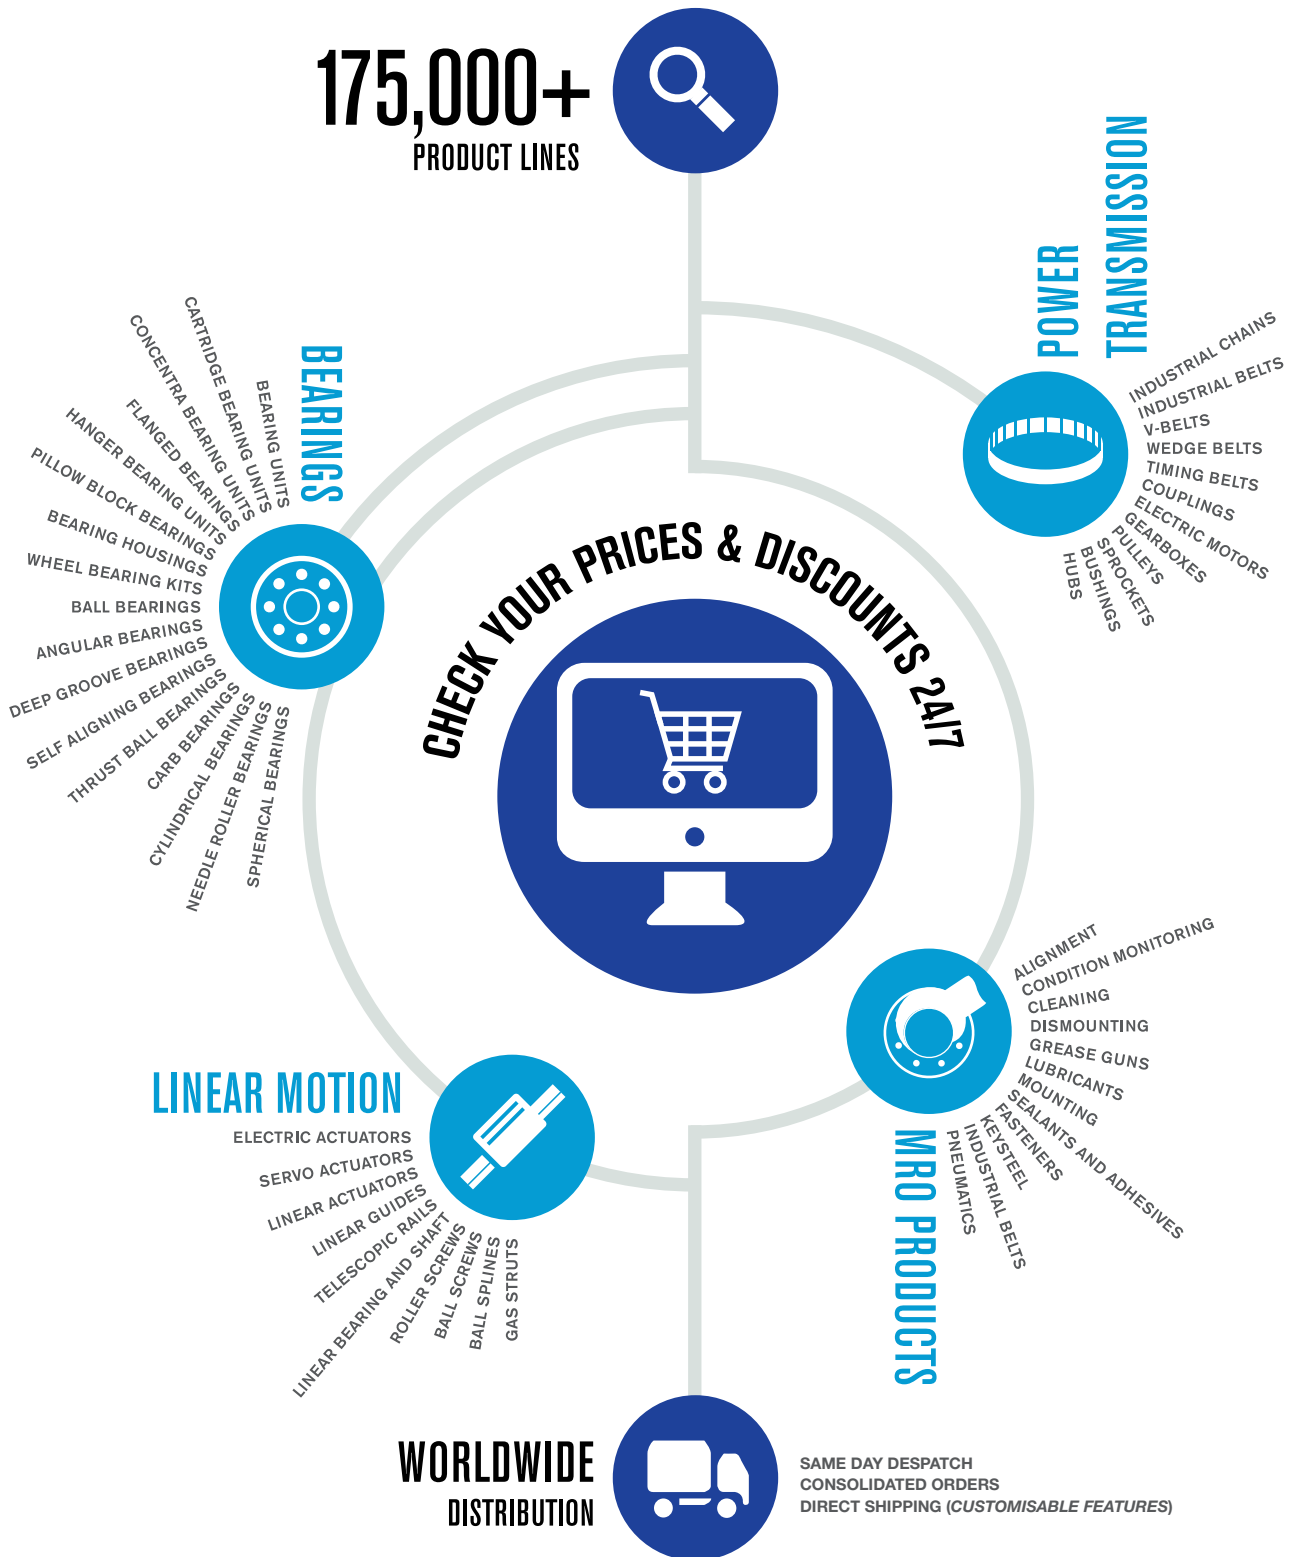 175,000+
PRODUCT LINES
POWER
TRANSMISSION
INDUSTRIAL CHAINS
INDUSTRIAL BELTS
V-BELTS
WEDGE BELTS
TIMING BELTS
COUPLINGS
ELECTRIC MOTORS
GEARBOXES
PULLEYS
SPROCKETS
BUSHINGS
HUBS
BEARINGS
BEARING UNITS
CARTRIDGE BEARING UNITS
CONCENTRA BEARING UNITS
FLANGED BEARINGS
HANGER BEARING UNITS
PILLOW BLOCK BEARINGS
BEARING HOUSINGS
WHEEL BEARING KITS
BALL BEARINGS
ANGULAR BEARINGS
DEEP GROOVE BEARINGS
SELF ALIGNING BEARINGS
THRUST BALL BEARINGS
CARB BEARINGS
CYLINDRICAL BEARINGS
NEEDLE ROLLER BEARINGS
SPHERICAL BEARINGS
CHECK YOUR PRICES & DISCOUNTS 24/7
MRO PRODUCTS
ALIGNMENT
CONDITION MONITORING
CLEANING
DISMOUNTING
GREASE GUNS
LUBRICANTS
MOUNTING
SEALANTS AND ADHESIVES
FASTENERS
KEYSTEEL
INDUSTRIAL BELTS
PNEUMATICS
LINEAR MOTION
ELECTRIC ACTUATORS
SERVO ACTUATORS
LINEAR ACTUATORS
LINEAR GUIDES
TELESCOPIC RAILS
LINEAR BEARING AND SHAFT
ROLLER SCREWS
BALL SCREWS
BALL SPLINES
GAS STRUTS
WORLDWIDE
DISTRIBUTION
SAME DAY DESPATCH
CONSOLIDATED ORDERS
DIRECT SHIPPING (CUSTOMISABLE FEATURES)